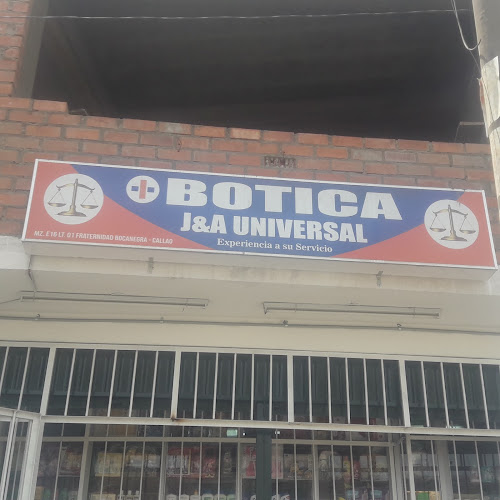 BOTICA
J&A UNIVERSAL
Experiencia a su Servicio
MZ. E10 LT. 01 FRATERNIDAD BOCANEGRA - CALLAO